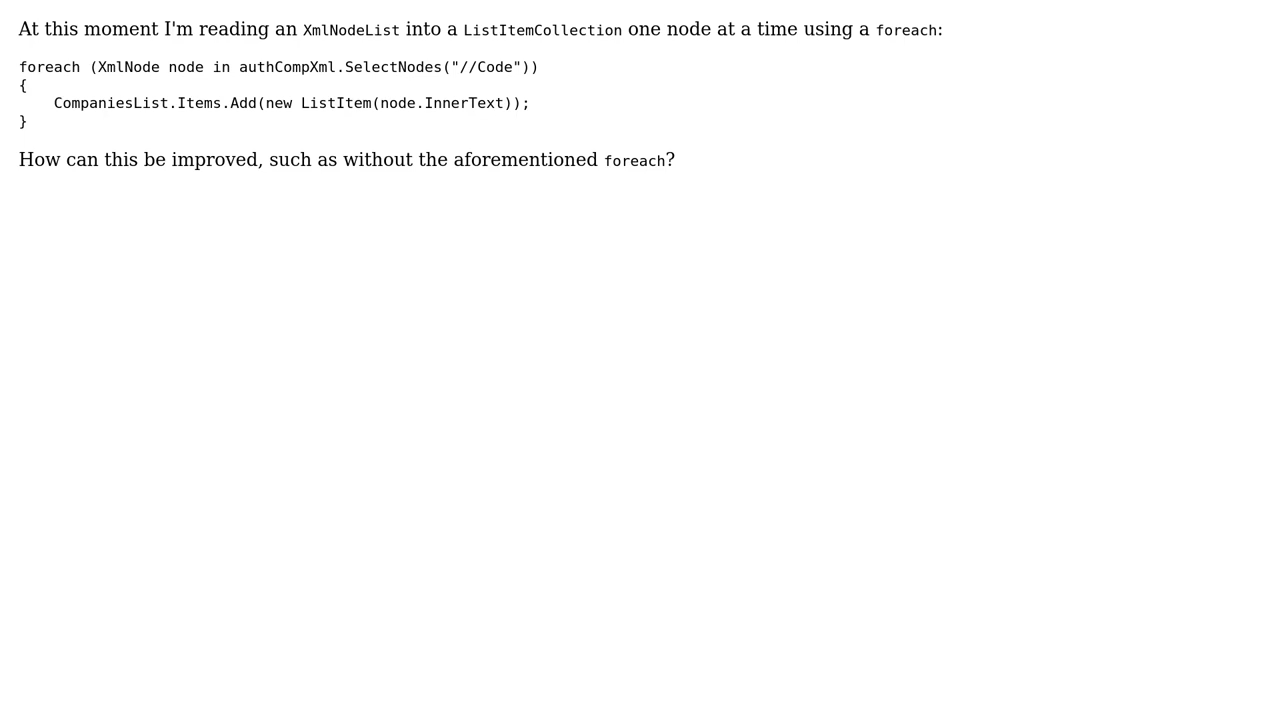 At this moment I'm reading an XmlNodeList into a ListItemCollection one node at a time using a foreach:
foreach (XmlNode node in authCompXml.SelectNodes("//Code"))
{
    CompaniesList.Items.Add(new ListItem(node.InnerText));
}
How can this be improved, such as without the aforementioned foreach?